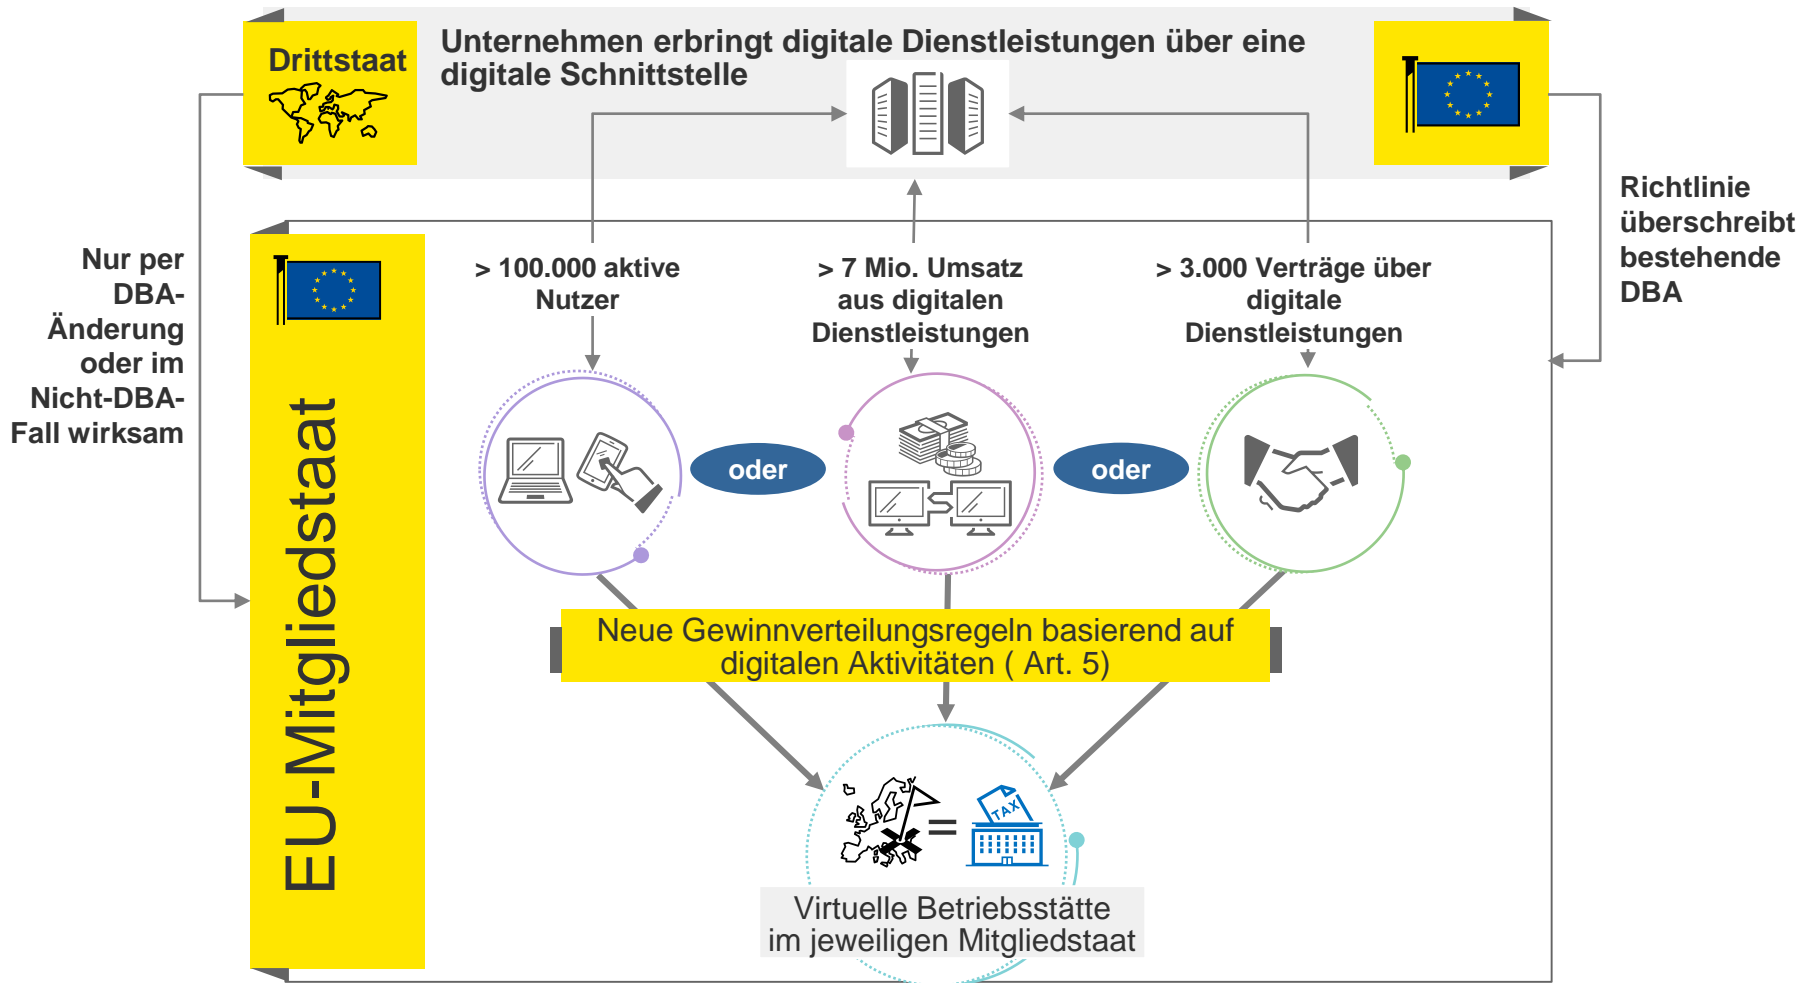 Drittstaat
Unternehmen erbringt digitale Dienstleistungen über eine
digitale Schnittstelle
Richtlinie
überschreibt
bestehende
DBA
Nur per
DBA-
Änderung
oder im
Nicht-DBA-
Fall wirksam
EU-Mitgliedstaat
> 100.000 aktive
Nutzer
> 7 Mio. Umsatz
aus digitalen
Dienstleistungen
> 3.000 Verträge über
digitale
Dienstleistungen
oder
oder
Neue Gewinnverteilungsregeln basierend auf
digitalen Aktivitäten ( Art. 5)
=
TAX
Virtuelle Betriebsstätte
im jeweiligen Mitgliedstaat